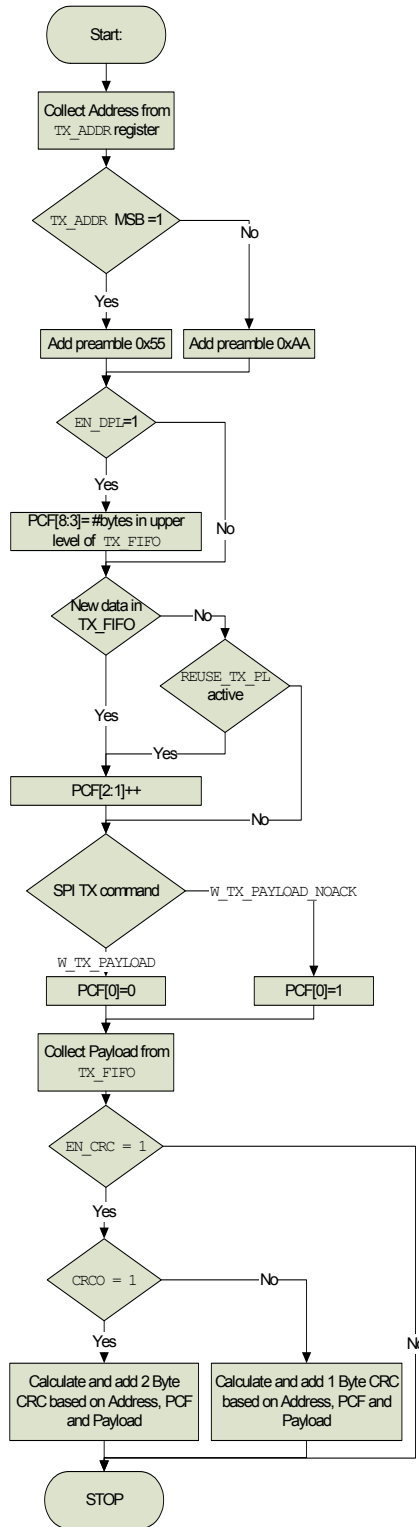 Start:
Collect Address from
TX_ADDR register
TX_ADDR MSB =1
No
Yes
Add preamble 0x55
Add preamble 0xAA
EN_DPL=1
Yes
No
PCF[8:3]= #bytes in upper
level of TX_FIFO
New data in
TX_FIFO
No
REUSE_TX_PL
active
Yes
Yes
PCF[2:1]++
No
SPI TX command
W_TX_PAYLOAD_NOACK
W_TX_PAYLOAD
PCF[0]=0
PCF[0]=1
Collect Payload from
TX_FIFO
EN_CRC = 1
Yes
CRCO = 1
No
Yes
No
Calculate and add 2 Byte
CRC based on Address, PCF
and Payload
Calculate and add 1 Byte CRC
based on Address, PCF and
Payload
STOP